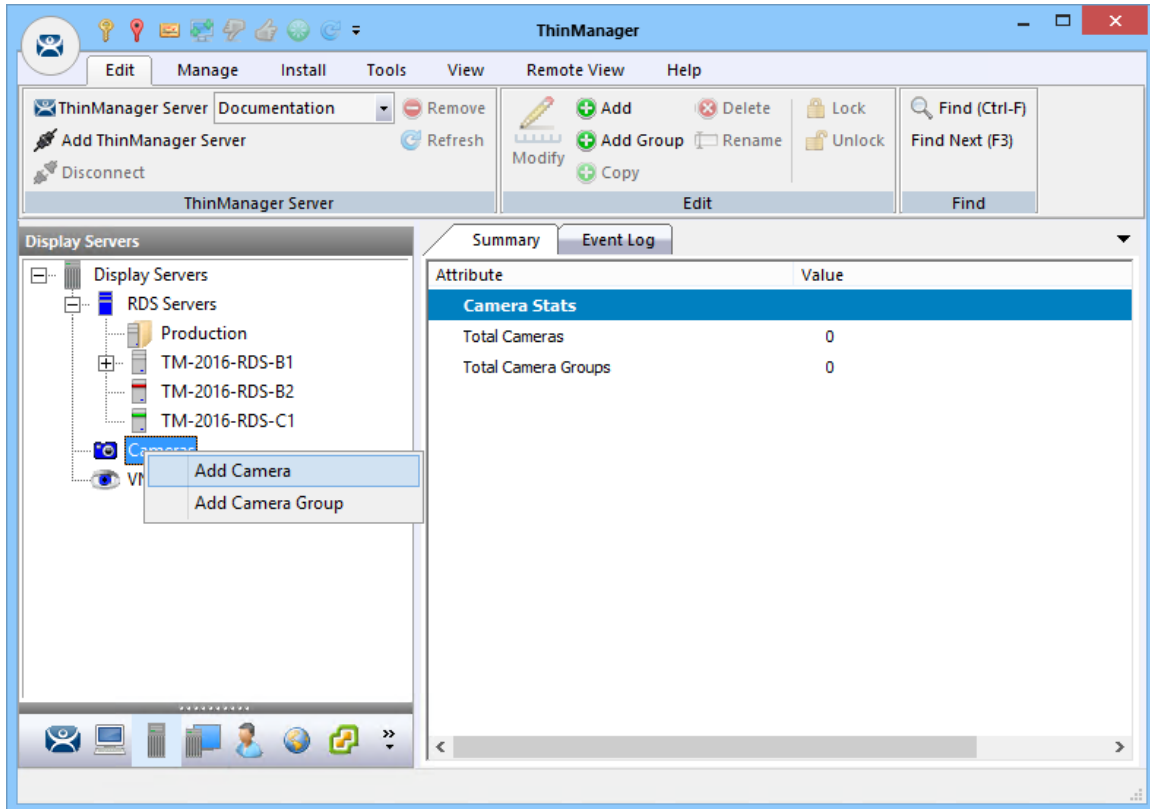 ThinManager
Edit Manage Install Tools View Remote View Help
ThinManager Server Documentation Remove
Add ThinManager Server Refresh
Disconnect
ThinManager Server
Modify
Add Delete Lock
Add Group Rename Unlock
Copy
Edit
Find (Ctrl-F)
Find Next (F3)
Find
Display Servers
Display Servers
RDS Servers
Production
TM-2016-RDS-B1
TM-2016-RDS-B2
TM-2016-RDS-C1
Add Camera
Add Camera Group
Summary Event Log
Attribute Value
Camera Stats
Total Cameras 0
Total Camera Groups 0